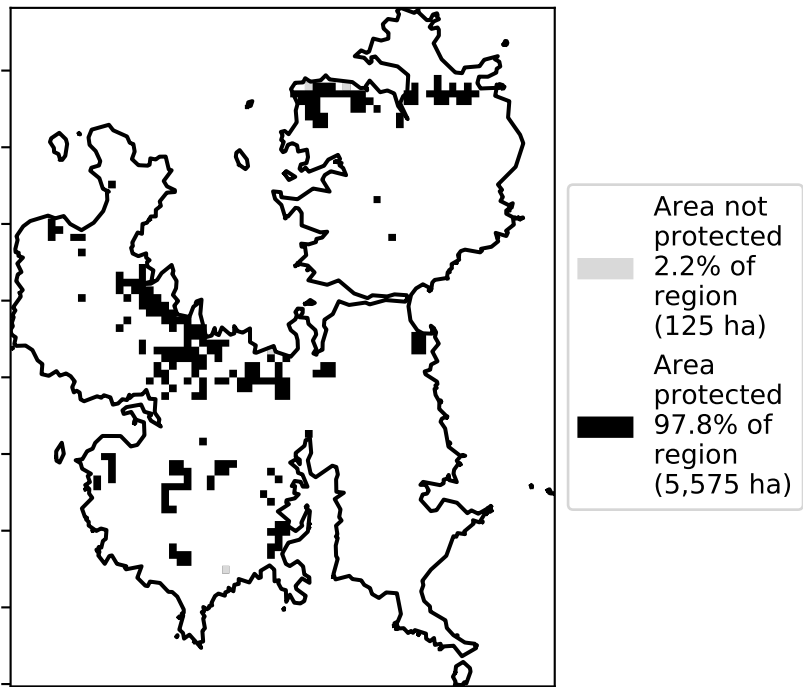 Area not
protected
2.2% of
region
(125 ha)
Area
protected
97.8% of
region
(5,575 ha)